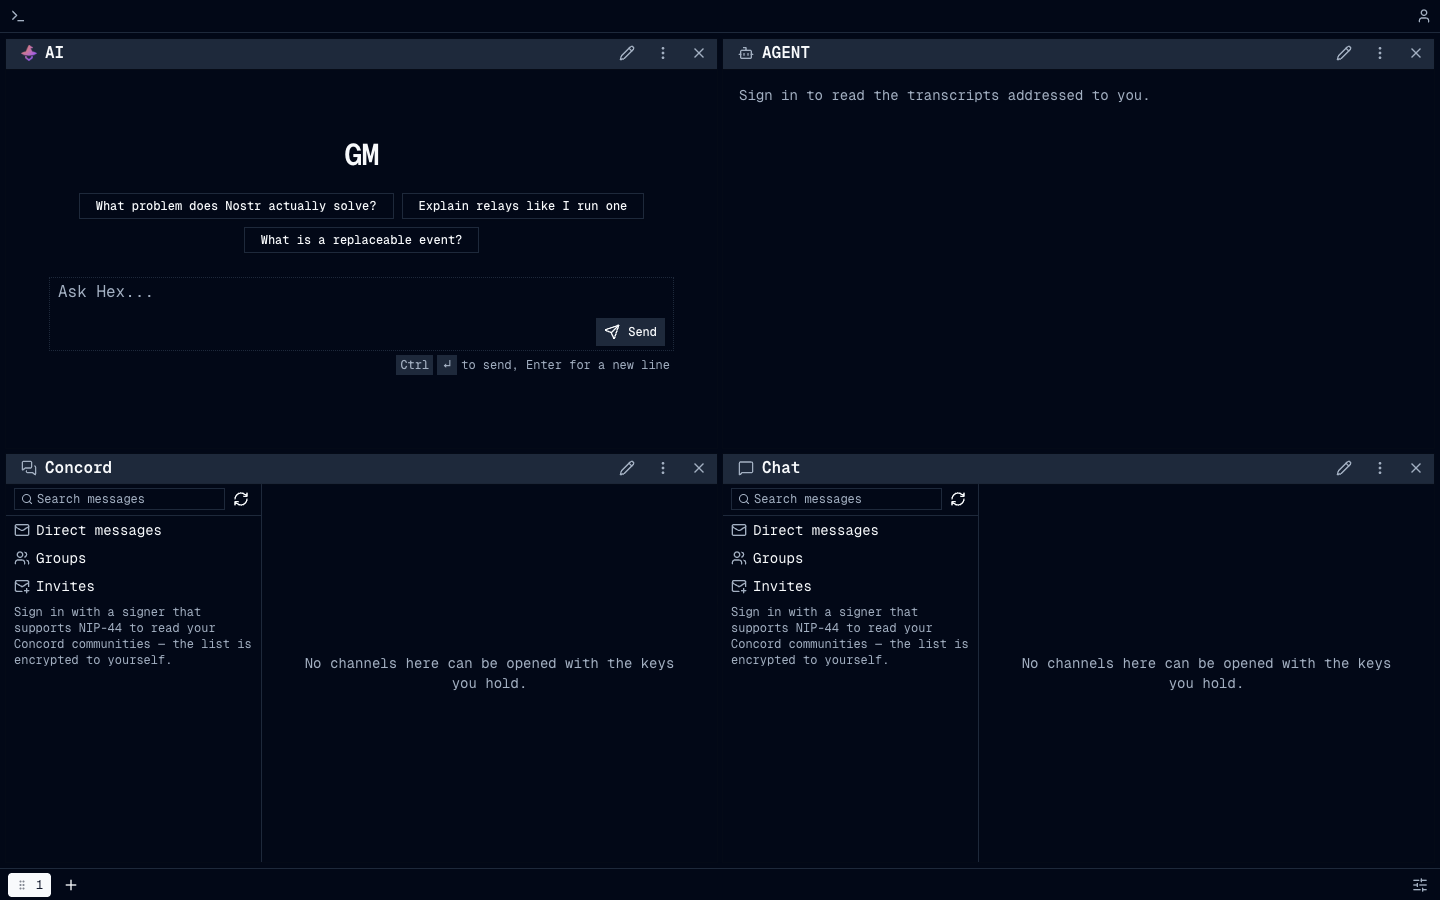 AI
GM
What problem does Nostr actually solve?
Explain relays like I run one
What is a replaceable event?
Ask Hex...
Send
Ctrl ↵ to send, Enter for a new line
AGENT
Sign in to read the transcripts addressed to you.
Concord
Search messages
Direct messages
Groups
Invites
Sign in with a signer that
supports NIP-44 to read your
Concord communities — the list is
encrypted to yourself.
No channels here can be opened with the keys
you hold.
Chat
Search messages
Direct messages
Groups
Invites
Sign in with a signer that
supports NIP-44 to read your
Concord communities — the list is
encrypted to yourself.
No channels here can be opened with the keys
you hold.
1